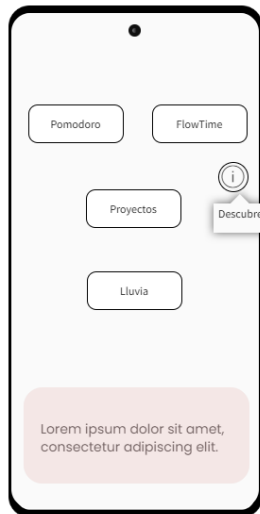 Pomodoro
FlowTime
i
Proyectos
Descubre
Lluvia
Lorem ipsum dolor sit amet,
consectetur adipiscing elit.